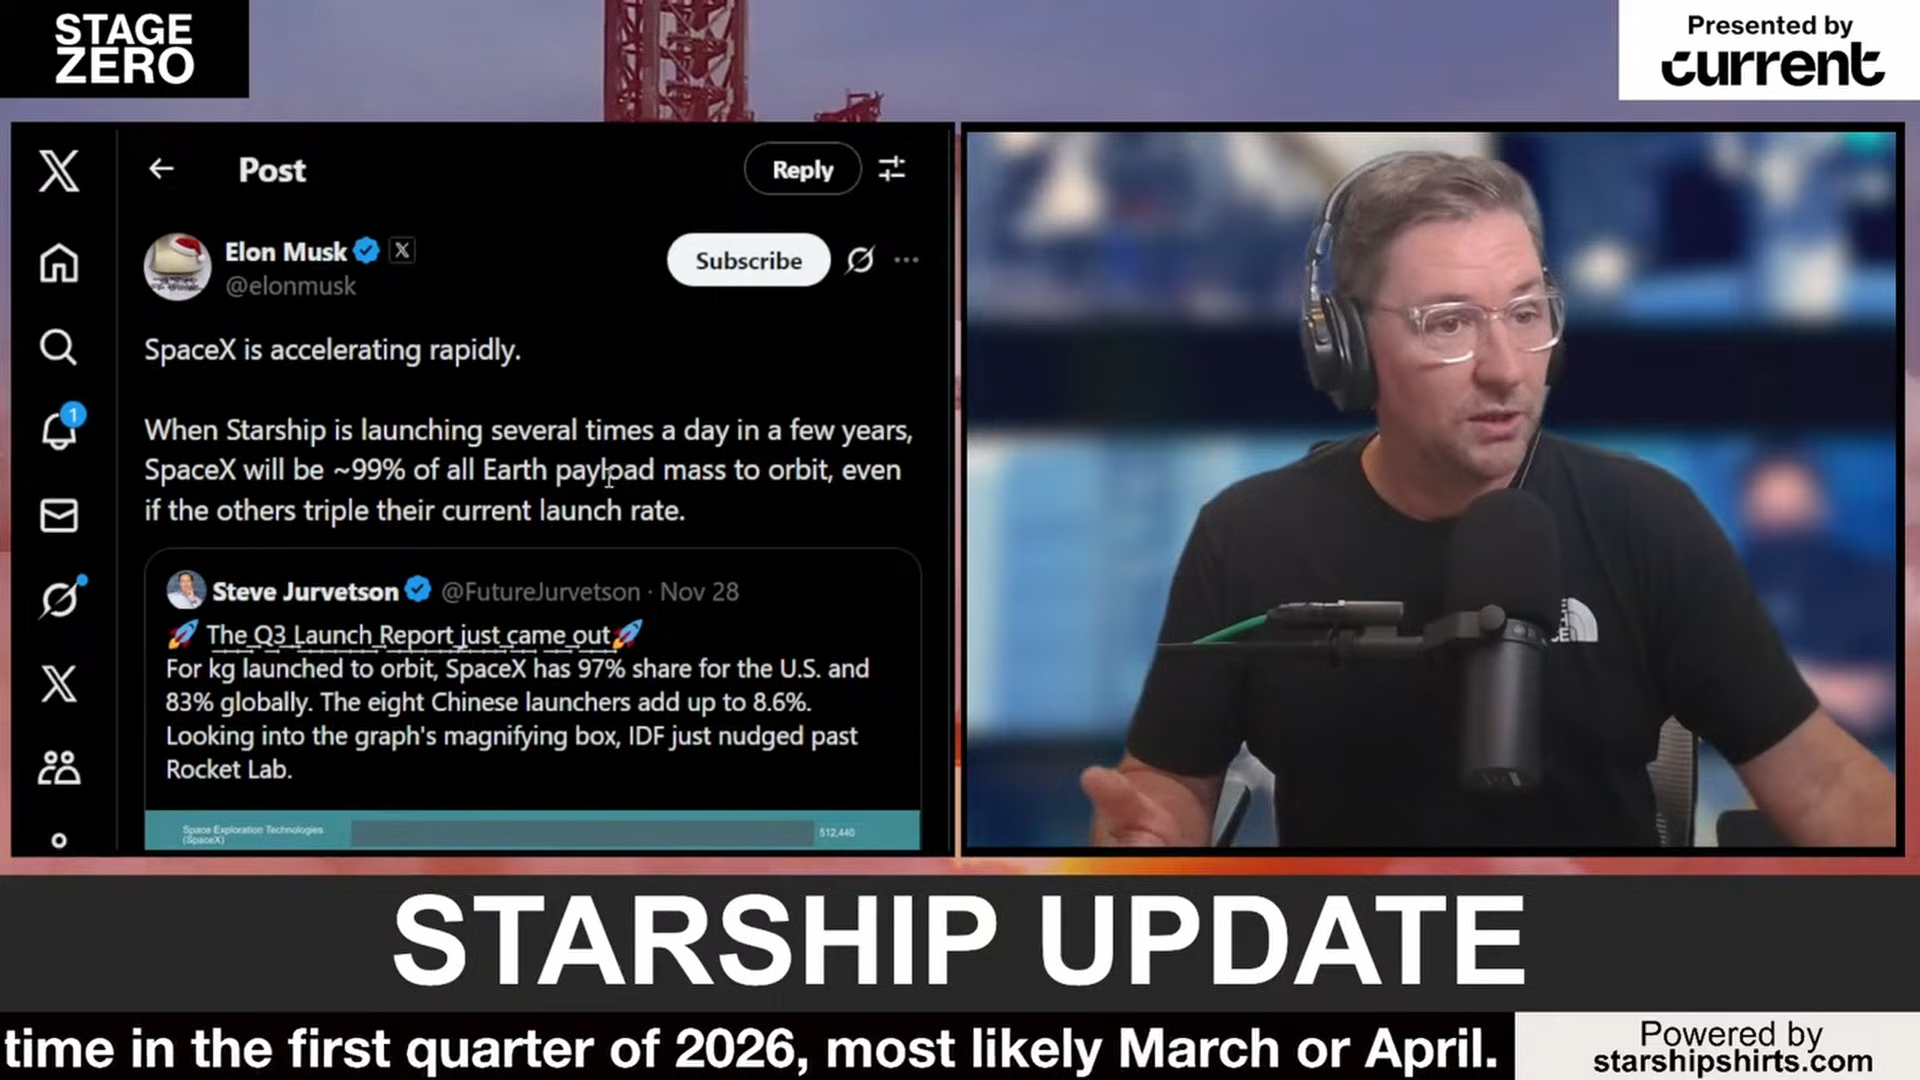 STAGE
ZERO
Presented by
current
Post
Reply
Elon Musk
@elonmusk
Subscribe
SpaceX is accelerating rapidly.
When Starship is launching several times a day in a few years,
SpaceX will be ~99% of all Earth payload mass to orbit, even
if the others triple their current launch rate.
1
Steve Jurvetson @FutureJurvetson · Nov 28
🚀 The Q3 Launch Report just came out 🚀
For kg launched to orbit, SpaceX has 97% share for the U.S. and
83% globally. The eight Chinese launchers add up to 8.6%.
Looking into the graph's magnifying box, IDF just nudged past
Rocket Lab.
Space Exploration Technologies
(SpaceX)
512,440
STARSHIP UPDATE
time in the first quarter of 2026, most likely March or April.
Powered by
starshipshirts.com